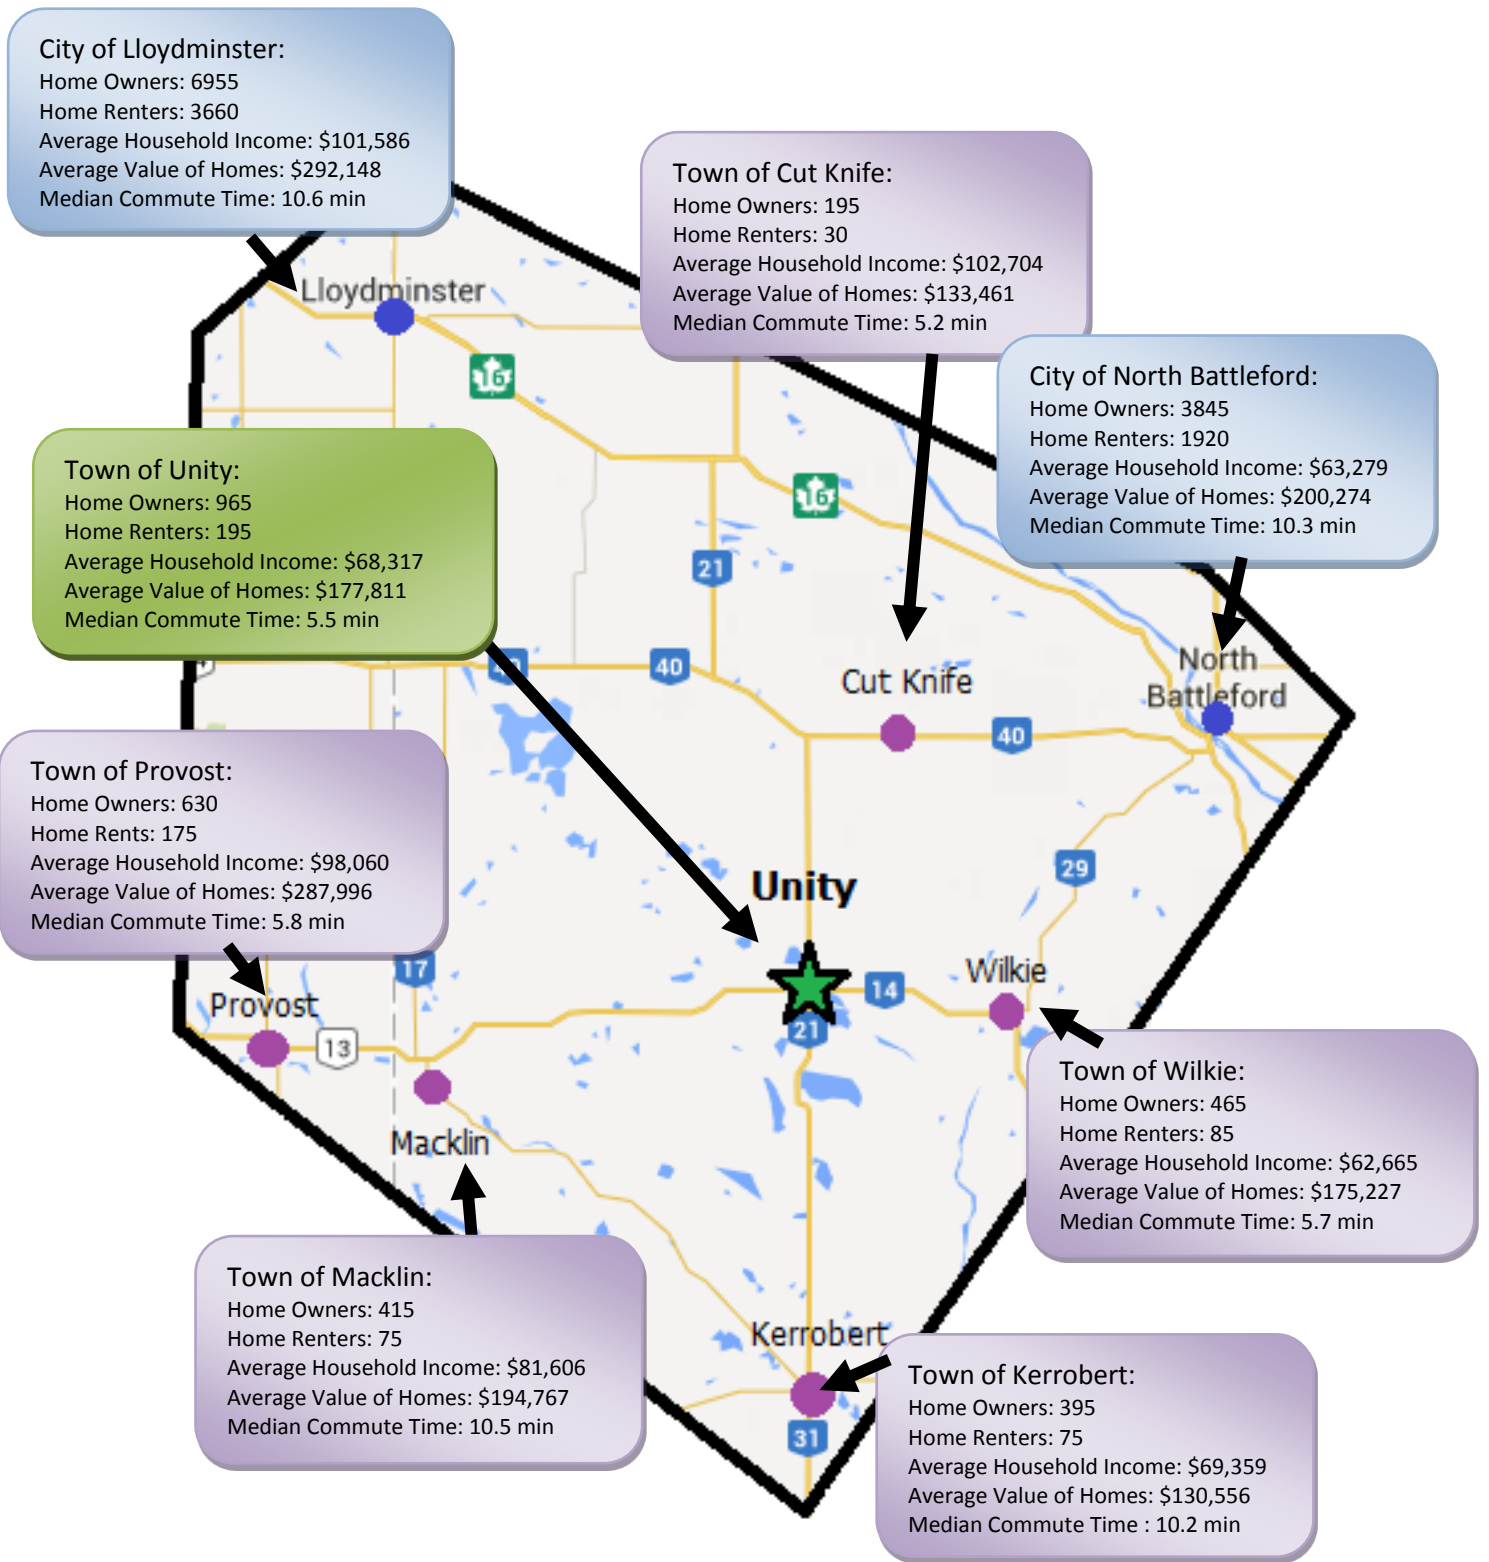 City of Lloydminster:
Home Owners: 6955
Home Renters: 3660
Average Household Income: $101,586
Average Value of Homes: $292,148
Median Commute Time: 10.6 min
Town of Cut Knife:
Home Owners: 195
Home Renters: 30
Average Household Income: $102,704
Average Value of Homes: $133,461
Median Commute Time: 5.2 min
Lloydminster
16
City of North Battleford:
Home Owners: 3845
Home Renters: 1920
Average Household Income: $63,279
Average Value of Homes: $200,274
Median Commute Time: 10.3 min
Town of Unity:
Home Owners: 965
Home Renters: 195
Average Household Income: $68,317
Average Value of Homes: $177,811
Median Commute Time: 5.5 min
16
21
40
40
Cut Knife
North
Battleford
40
Town of Provost:
Home Owners: 630
Home Rents: 175
Average Household Income: $98,060
Average Value of Homes: $287,996
Median Commute Time: 5.8 min
29
Unity
17
14
Wilkie
Provost
21
13
Macklin
Town of Wilkie:
Home Owners: 465
Home Renters: 85
Average Household Income: $62,665
Average Value of Homes: $175,227
Median Commute Time: 5.7 min
Town of Macklin:
Home Owners: 415
Home Renters: 75
Average Household Income: $81,606
Average Value of Homes: $194,767
Median Commute Time: 10.5 min
Kerrobert
31
Town of Kerrobert:
Home Owners: 395
Home Renters: 75
Average Household Income: $69,359
Average Value of Homes: $130,556
Median Commute Time : 10.2 min